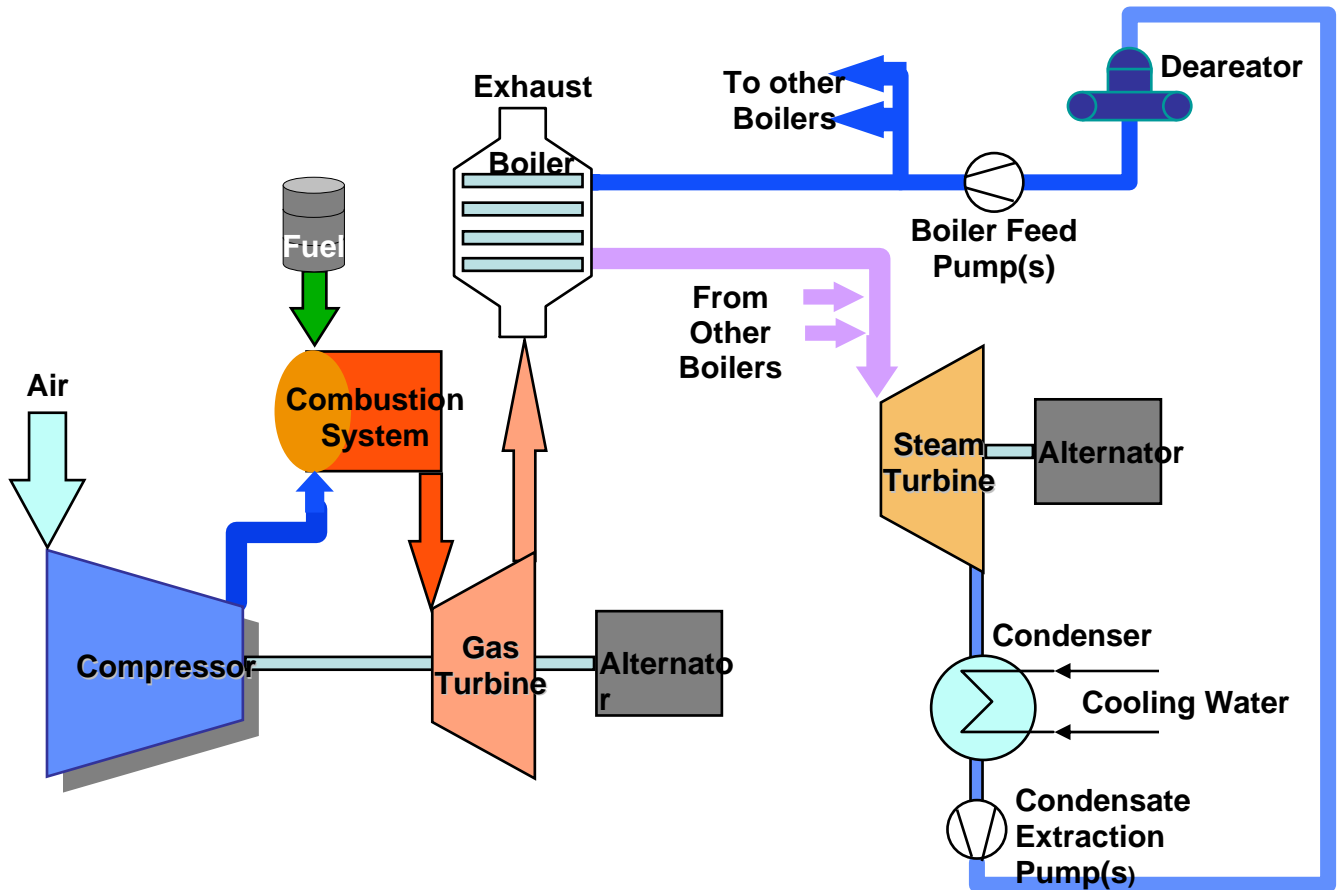 Exhaust
To other
Boilers
Deareator
Boiler
Fuel
Boiler Feed
Pump(s)
From
Other
Boilers
Air
Combustion
System
Steam
Turbine
Alternator
Compressor
Gas
Turbine
Alternato
r
Condenser
Cooling Water
Condensate
Extraction
Pump(s)